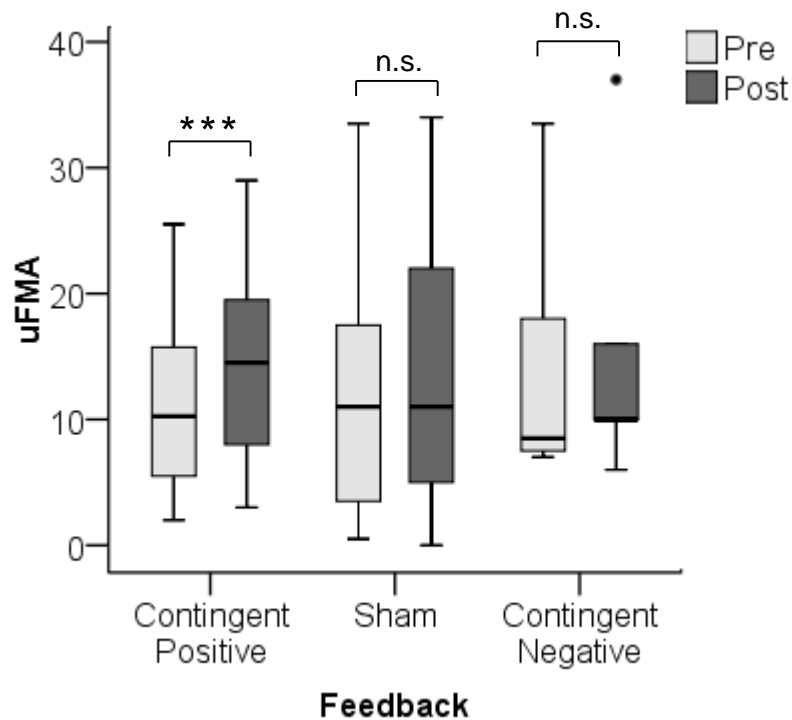 n.s.
Pre
Post
n.s.
***
40
30
20
10
0
uFMA
Contingent
Positive
Sham
Contingent
Negative
Feedback